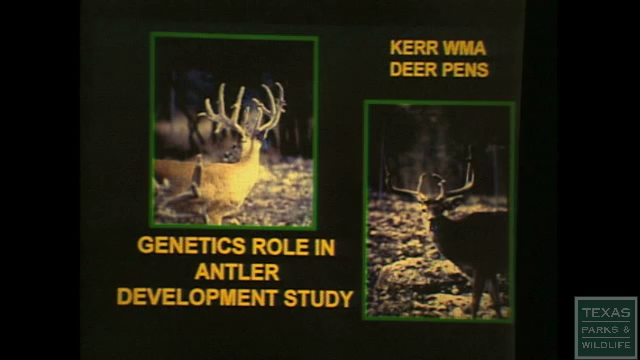 KERR WMA
DEER PENS
GENETICS ROLE IN
ANTLER
DEVELOPMENT STUDY
TEXAS
PARKS &
WILDLIFE